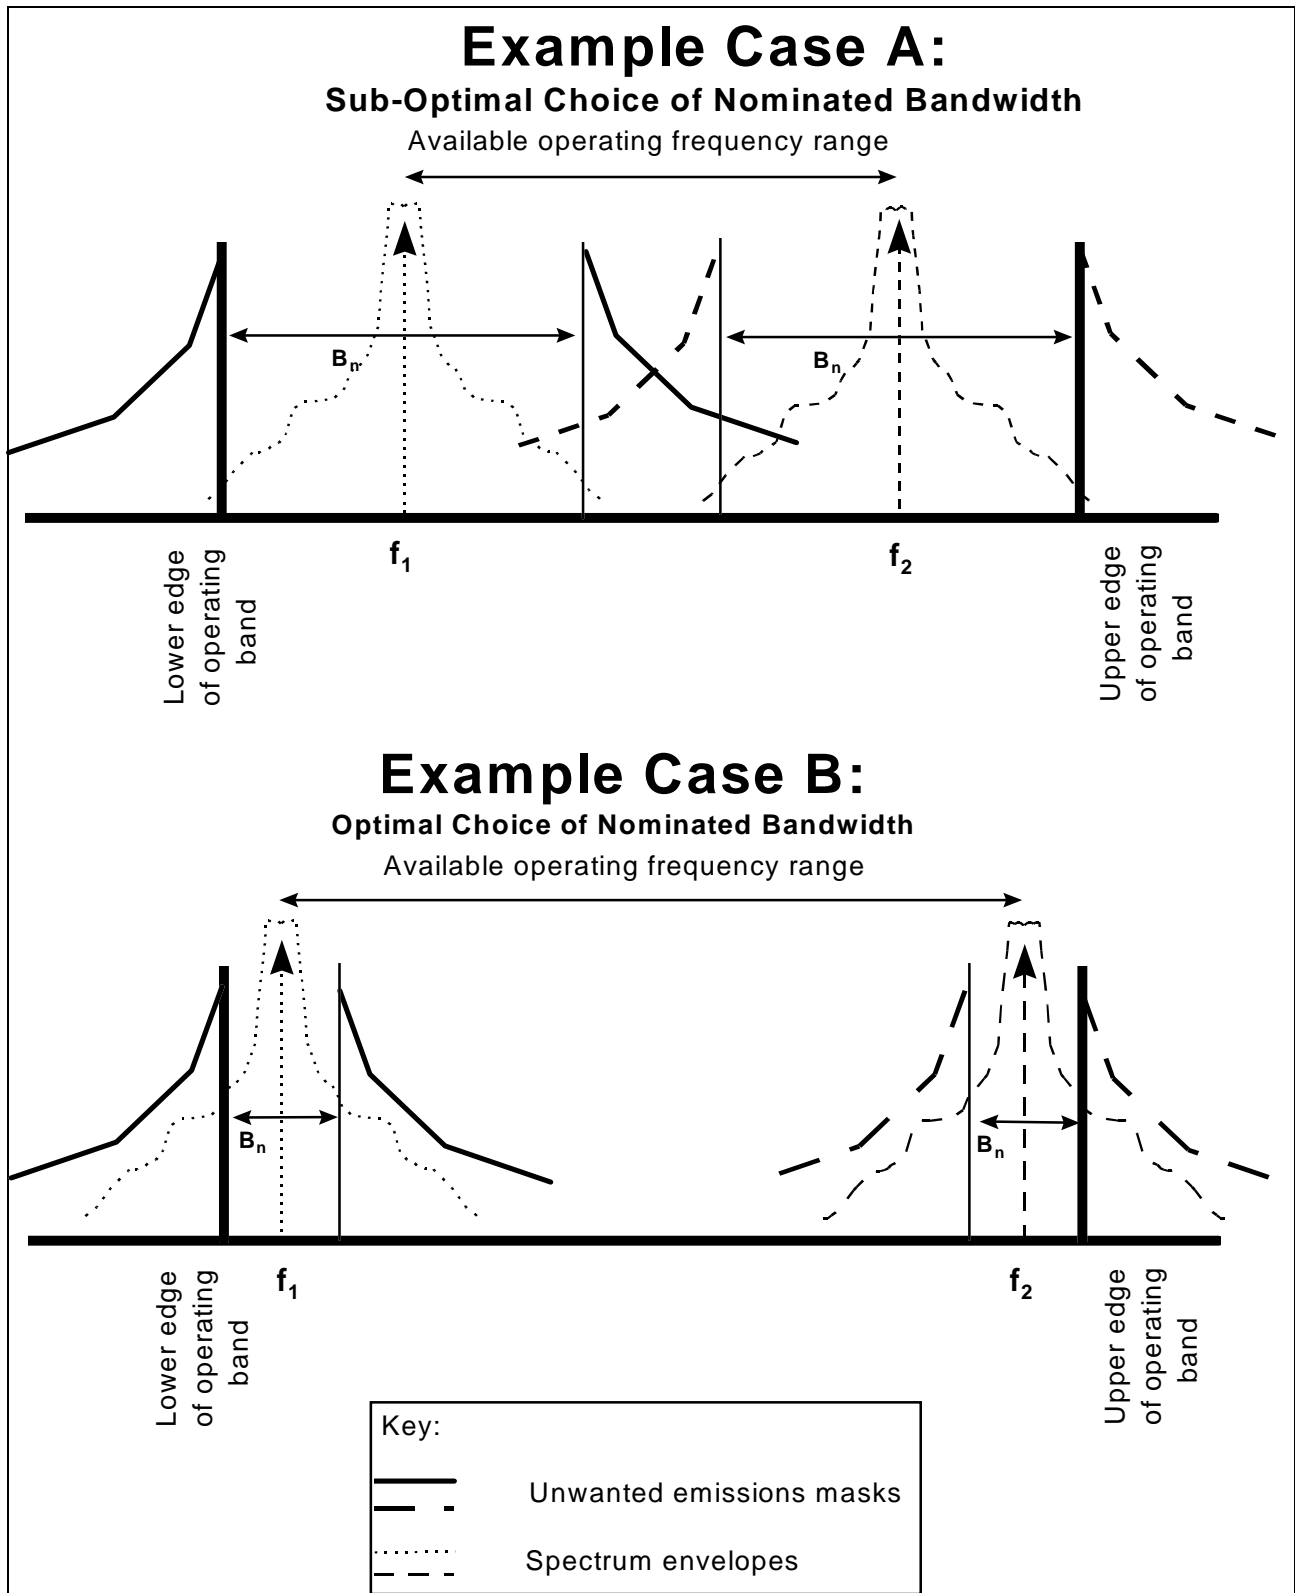 Example Case A:
Sub-Optimal Choice of Nominated Bandwidth
Available operating frequency range
Bn
Bn
f1
f2
Lower edge
of operating
band
Upper edge
of operating
band
Example Case B:
Optimal Choice of Nominated Bandwidth
Available operating frequency range
Bn
Bn
f1
f2
Lower edge
of operating
band
Upper edge
of operating
band
Key:
Unwanted emissions masks
Spectrum envelopes